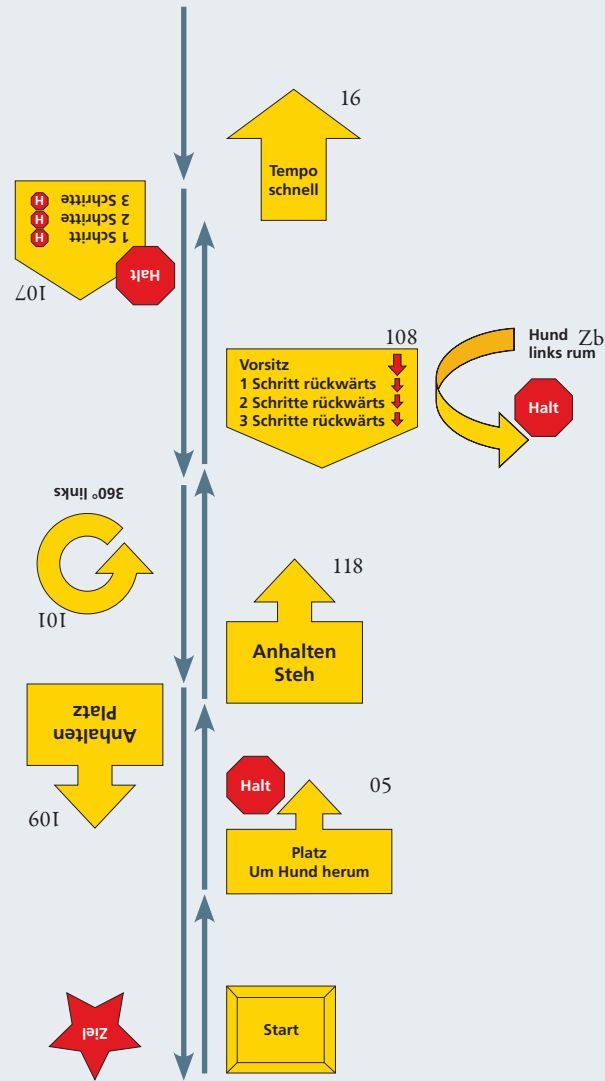 16
Tempo
schnell
1 Schritt H
2 Schritte H
3 Schritte H
Halt
107
108
Vorsitz
1 Schritt rückwärts
2 Schritte rückwärts
3 Schritte rückwärts
Hund
links rum
Zb
Halt
360° links
101
118
Anhalten
Steh
Anhalten
Platz
109
Halt
05
Platz
Um Hund herum
Ziel
Start